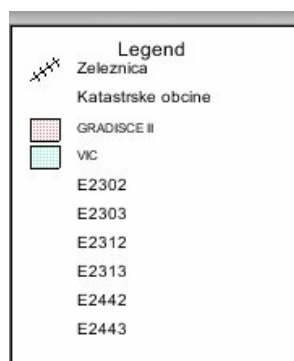 Legend
Zeleznica
Katastrske obcine
GRADISCE II
VIC
E2302
E2303
E2312
E2313
E2442
E2443